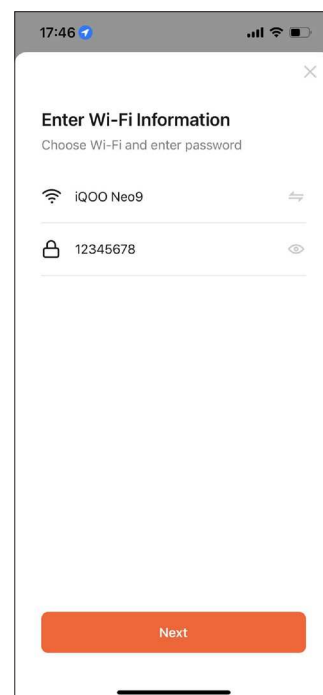 17:46
Enter Wi-Fi Information
Choose Wi-Fi and enter password
iQOO Neo9
12345678
Next